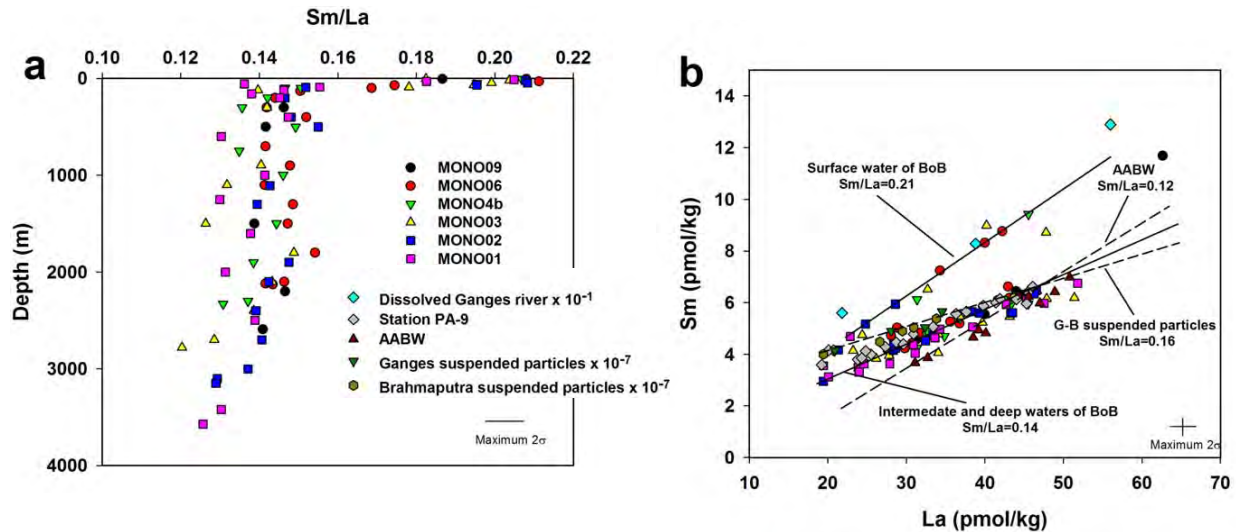 Sm/La
0.10 0.12 0.14 0.16 0.18 0.20 0.22
a
0
1000
2000
3000
4000
Depth (m)
MONO09
MONO06
MONO4b
MONO03
MONO02
MONO01
Dissolved Ganges river x 10⁻¹
Station PA-9
AABW
Ganges suspended particles x 10⁻⁷
Brahmaputra suspended particles x 10⁻⁷
Maximum 2σ
b
14
12
10
8
6
4
2
0
Sm (pmol/kg)
Surface water of BoB
Sm/La=0.21
AABW
Sm/La=0.12
G-B suspended particles
Sm/La=0.16
Intermedate and deep waters of BoB
Sm/La=0.14
Maximum 2σ
10 20 30 40 50 60 70
La (pmol/kg)